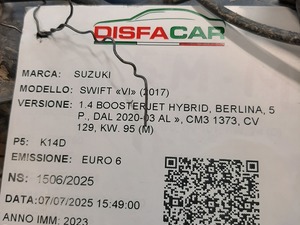 DISFACAR
MARCA: SUZUKI
MODELLO: SWIFT «VI» (2017)
VERSIONE: 1.4 BOOSTERJET HYBRID, BERLINA, 5
P., DAL 2020-03 AL », CM3 1373, CV
129, KW. 95 (M)
P5: K14D
EMISSIONE: EURO 6
NS: 1506/2025
DATA: 07/07/2025 15:49:00
ANNO IMM: 2023